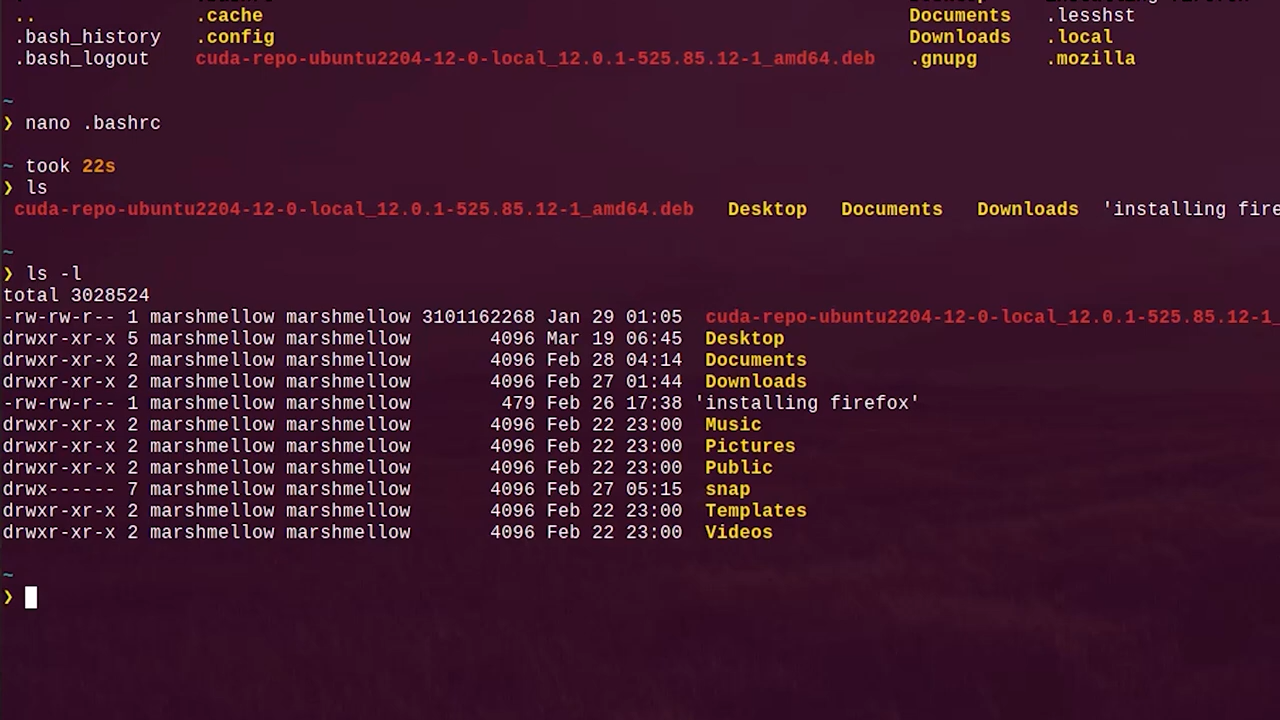 .. .cache Documents .lesshst
.bash_history .config Downloads .local
.bash_logout cuda-repo-ubuntu2204-12-0-local_12.0.1-525.85.12-1_amd64.deb .gnupg .mozilla
~
❯ nano .bashrc
~ took 22s
❯ ls
cuda-repo-ubuntu2204-12-0-local_12.0.1-525.85.12-1_amd64.deb Desktop Documents Downloads 'installing fire
~
❯ ls -l
total 3028524
-rw-rw-r-- 1 marshmellow marshmellow 3101162268 Jan 29 01:05 cuda-repo-ubuntu2204-12-0-local_12.0.1-525.85.12-1_
drwxr-xr-x 5 marshmellow marshmellow 4096 Mar 19 06:45 Desktop
drwxr-xr-x 2 marshmellow marshmellow 4096 Feb 28 04:14 Documents
drwxr-xr-x 2 marshmellow marshmellow 4096 Feb 27 01:44 Downloads
-rw-rw-r-- 1 marshmellow marshmellow 479 Feb 26 17:38 'installing firefox'
drwxr-xr-x 2 marshmellow marshmellow 4096 Feb 22 23:00 Music
drwxr-xr-x 2 marshmellow marshmellow 4096 Feb 22 23:00 Pictures
drwxr-xr-x 2 marshmellow marshmellow 4096 Feb 22 23:00 Public
drwx------ 7 marshmellow marshmellow 4096 Feb 27 05:15 snap
drwxr-xr-x 2 marshmellow marshmellow 4096 Feb 22 23:00 Templates
drwxr-xr-x 2 marshmellow marshmellow 4096 Feb 22 23:00 Videos
~
❯